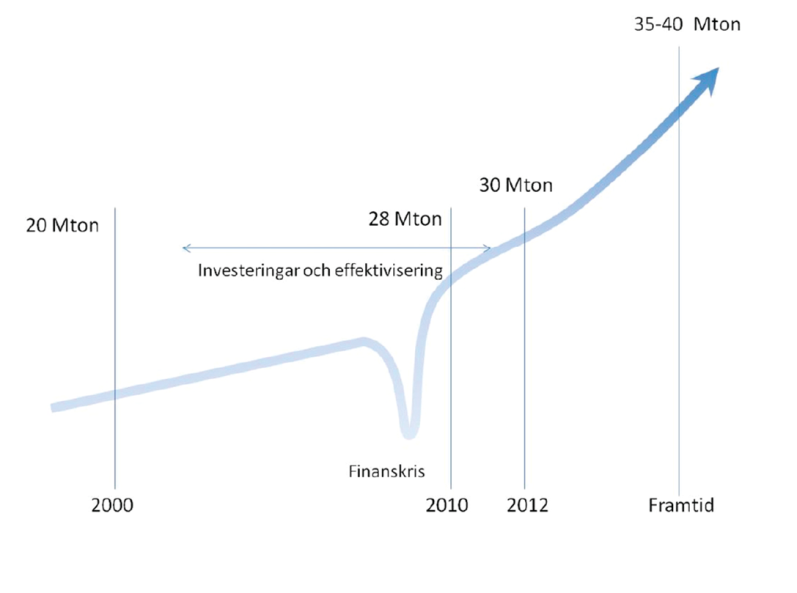 35-40 Mton
30 Mton
28 Mton
20 Mton
Investeringar och effektivisering
Finanskris
2000
2010
2012
Framtid